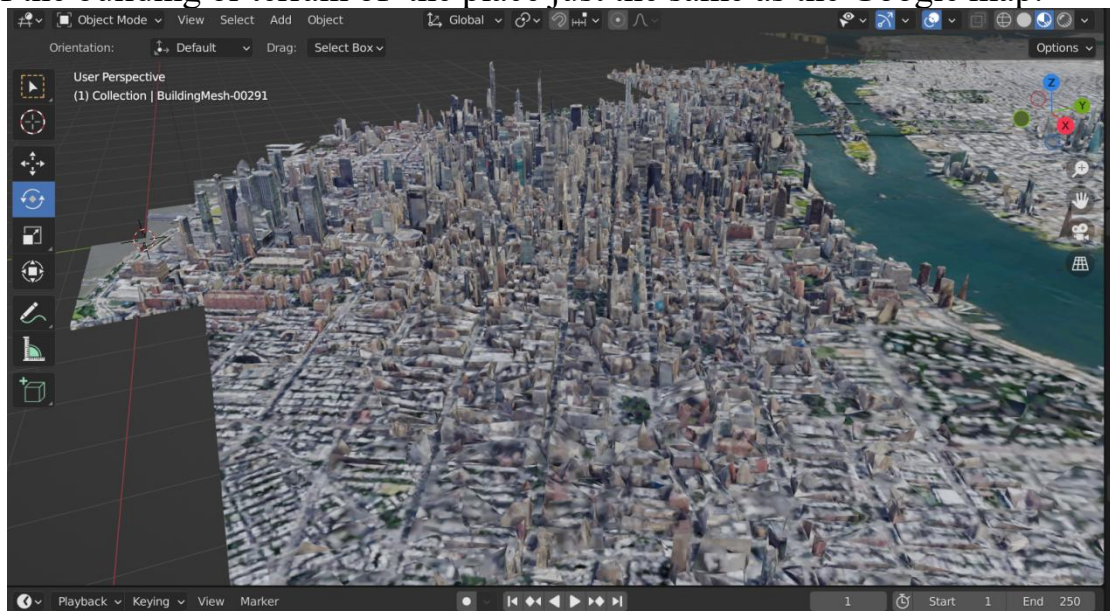 the building or terrain of the place just the same as the Google map.
Object Mode View Select Add Object Global
Orientation: Default Drag: Select Box Options
User Perspective
(1) Collection | BuildingMesh-00291
Z
Y
X
Playback Keying View Marker 1 Start 1 End 250